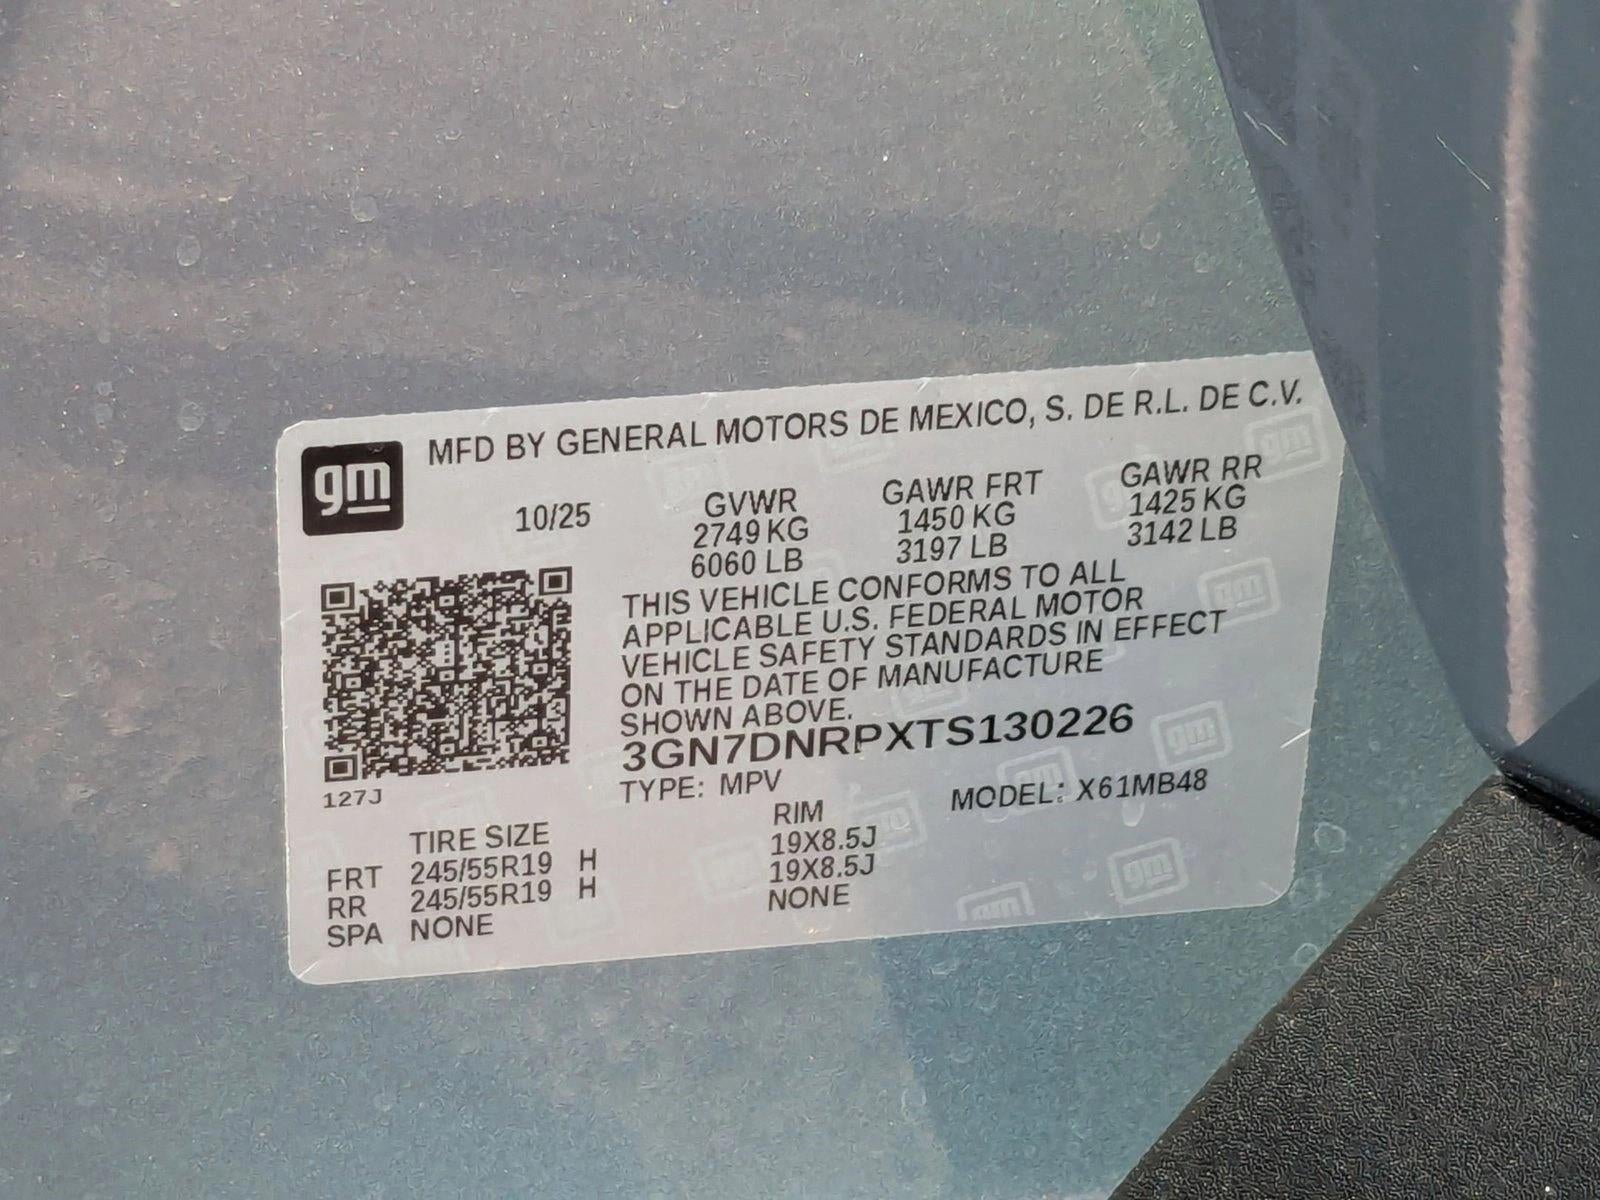 gm MFD BY GENERAL MOTORS DE MEXICO, S. DE R.L. DE C.V.
10/25 GVWR GAWR FRT GAWR RR
2749 KG 1450 KG 1425 KG
6060 LB 3197 LB 3142 LB
THIS VEHICLE CONFORMS TO ALL
APPLICABLE U.S. FEDERAL MOTOR
VEHICLE SAFETY STANDARDS IN EFFECT
ON THE DATE OF MANUFACTURE
SHOWN ABOVE.
3GN7DNRPXTS130226
TYPE: MPV MODEL: X61MB48
127J
TIRE SIZE RIM
FRT 245/55R19 H 19X8.5J
RR 245/55R19 H 19X8.5J
SPA NONE NONE